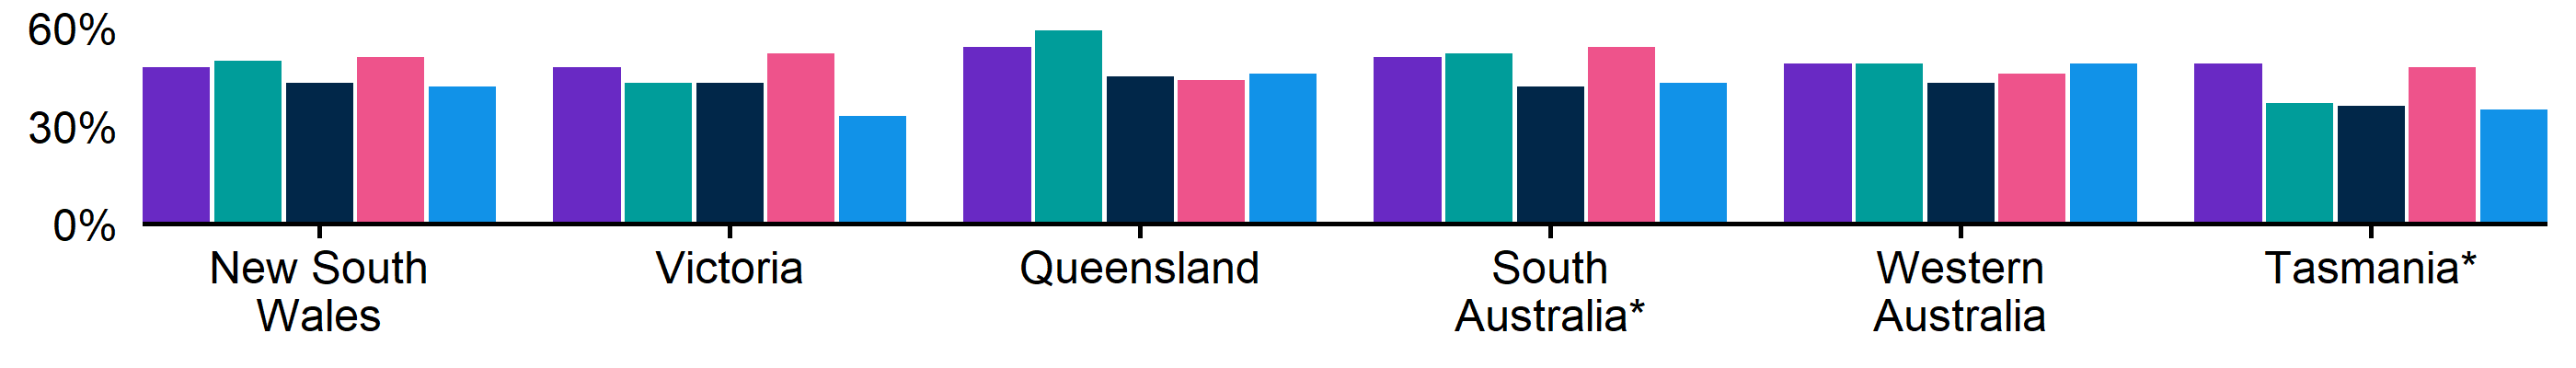 60%
30%
0%
New South
Wales
Victoria
Queensland
South
Australia*
Western
Australia
Tasmania*